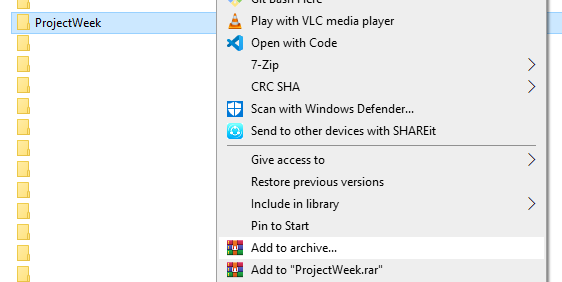 ProjectWeek
Git Bash Here
Play with VLC media player
Open with Code
7-Zip
CRC SHA
Scan with Windows Defender...
Send to other devices with SHAREit
Give access to
Restore previous versions
Include in library
Pin to Start
Add to archive...
Add to "ProjectWeek.rar"